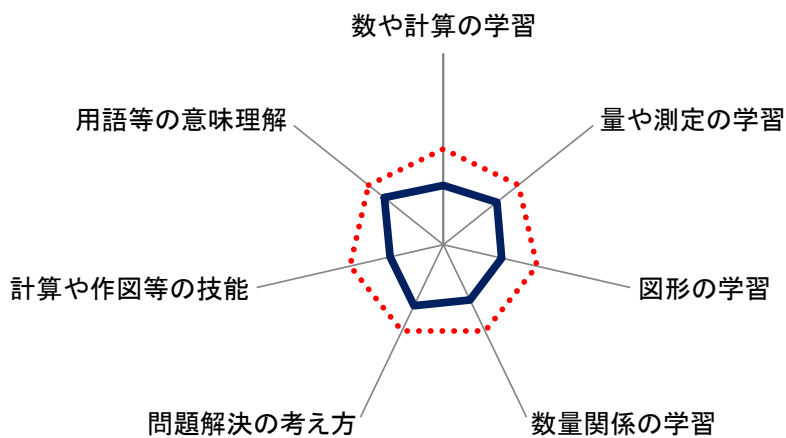 数や計算の学習
量や測定の学習
図形の学習
数量関係の学習
問題解決の考え方
計算や作図等の技能
用語等の意味理解